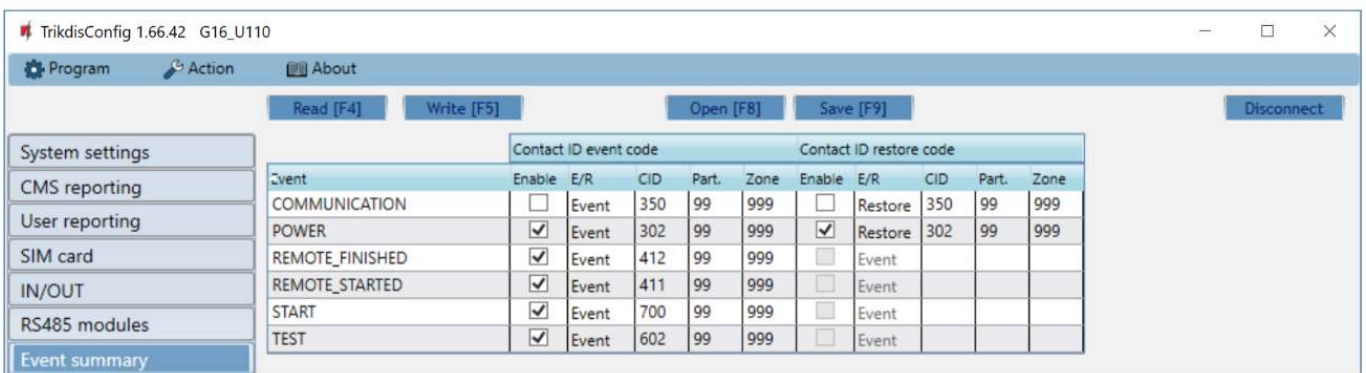 TrikdisConfig 1.66.42 G16_U110
Program Action About
Read [F4] Write [F5] Open [F8] Save [F9] Disconnect
System settings
CMS reporting
User reporting
SIM card
IN/OUT
RS485 modules
Event summary
Contact ID event code Contact ID restore code
Event Enable E/R CID Part. Zone Enable E/R CID Part. Zone
COMMUNICATION Event 350 99 999 Restore 350 99 999
POWER Event 302 99 999 Restore 302 99 999
REMOTE_FINISHED Event 412 99 999 Event
REMOTE_STARTED Event 411 99 999 Event
START Event 700 99 999 Event
TEST Event 602 99 999 Event